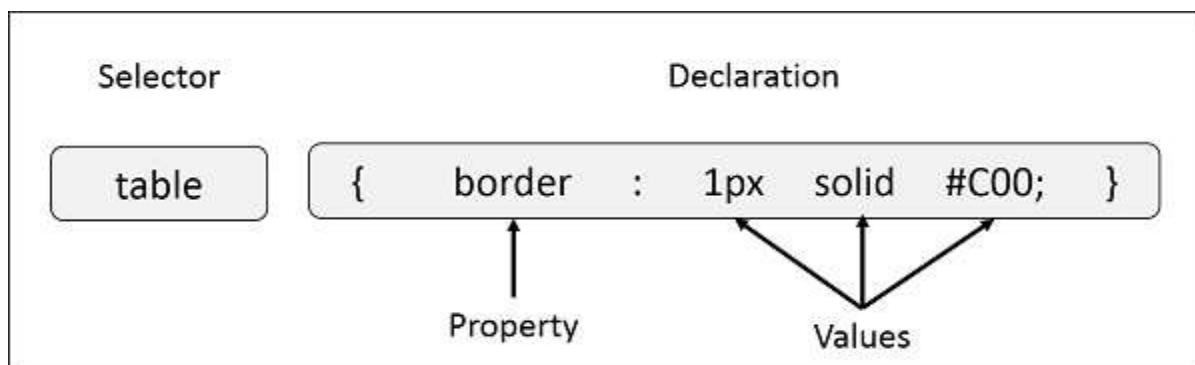 Selector Declaration
table { border : 1px solid #C00; }
Property Values